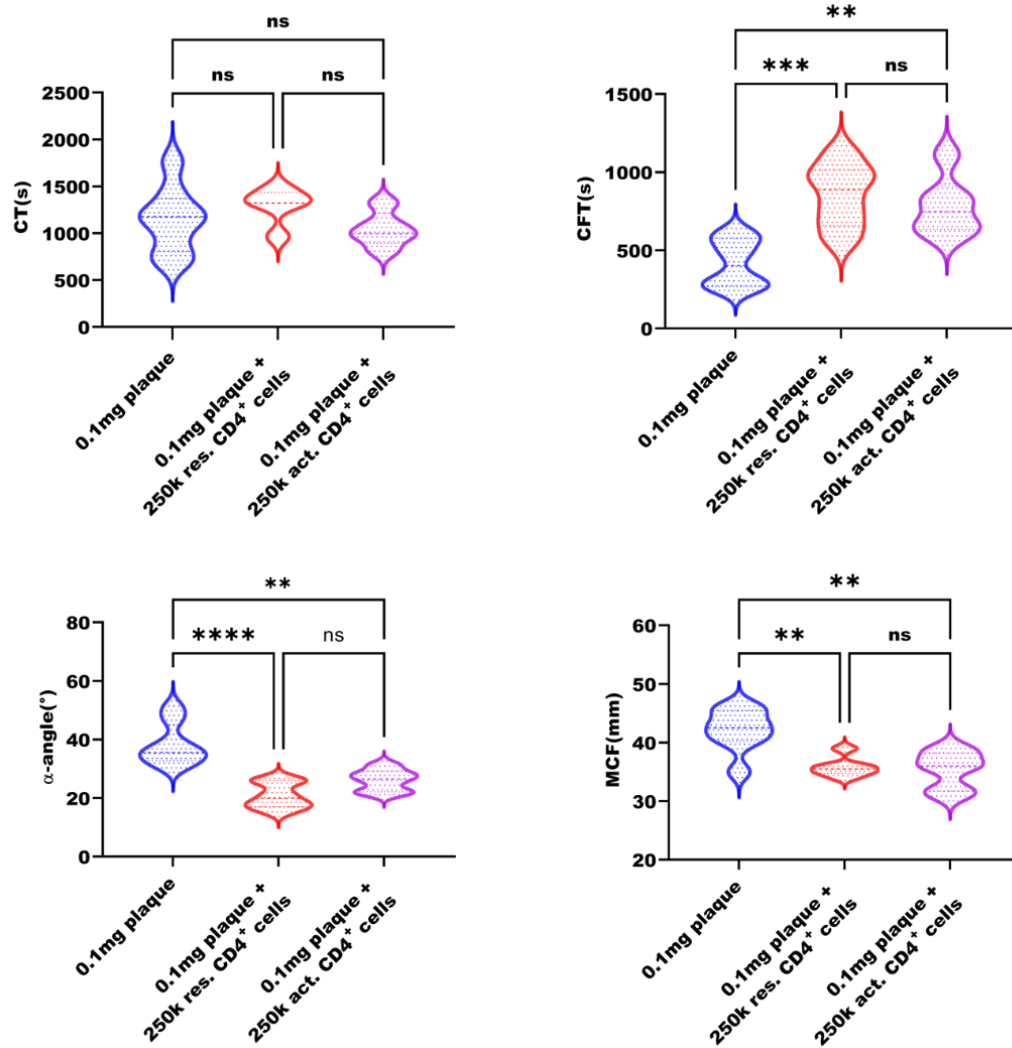 ns
ns
ns
CT(s)
2500
2000
1500
1000
500
0
0.1mg plaque
0.1mg plaque +
250k res. CD4⁺ cells
0.1mg plaque +
250k act. CD4⁺ cells
**
***
ns
CFT(s)
1500
1000
500
0
0.1mg plaque
0.1mg plaque +
250k res. CD4⁺ cells
0.1mg plaque +
250k act. CD4⁺ cells
**
****
ns
α-angle(°)
80
60
40
20
0
0.1mg plaque
0.1mg plaque +
250k res. CD4⁺ cells
0.1mg plaque +
250k act. CD4⁺ cells
**
**
ns
MCF(mm)
60
50
40
30
20
0.1mg plaque
0.1mg plaque +
250k res. CD4⁺ cells
0.1mg plaque +
250k act. CD4⁺ cells